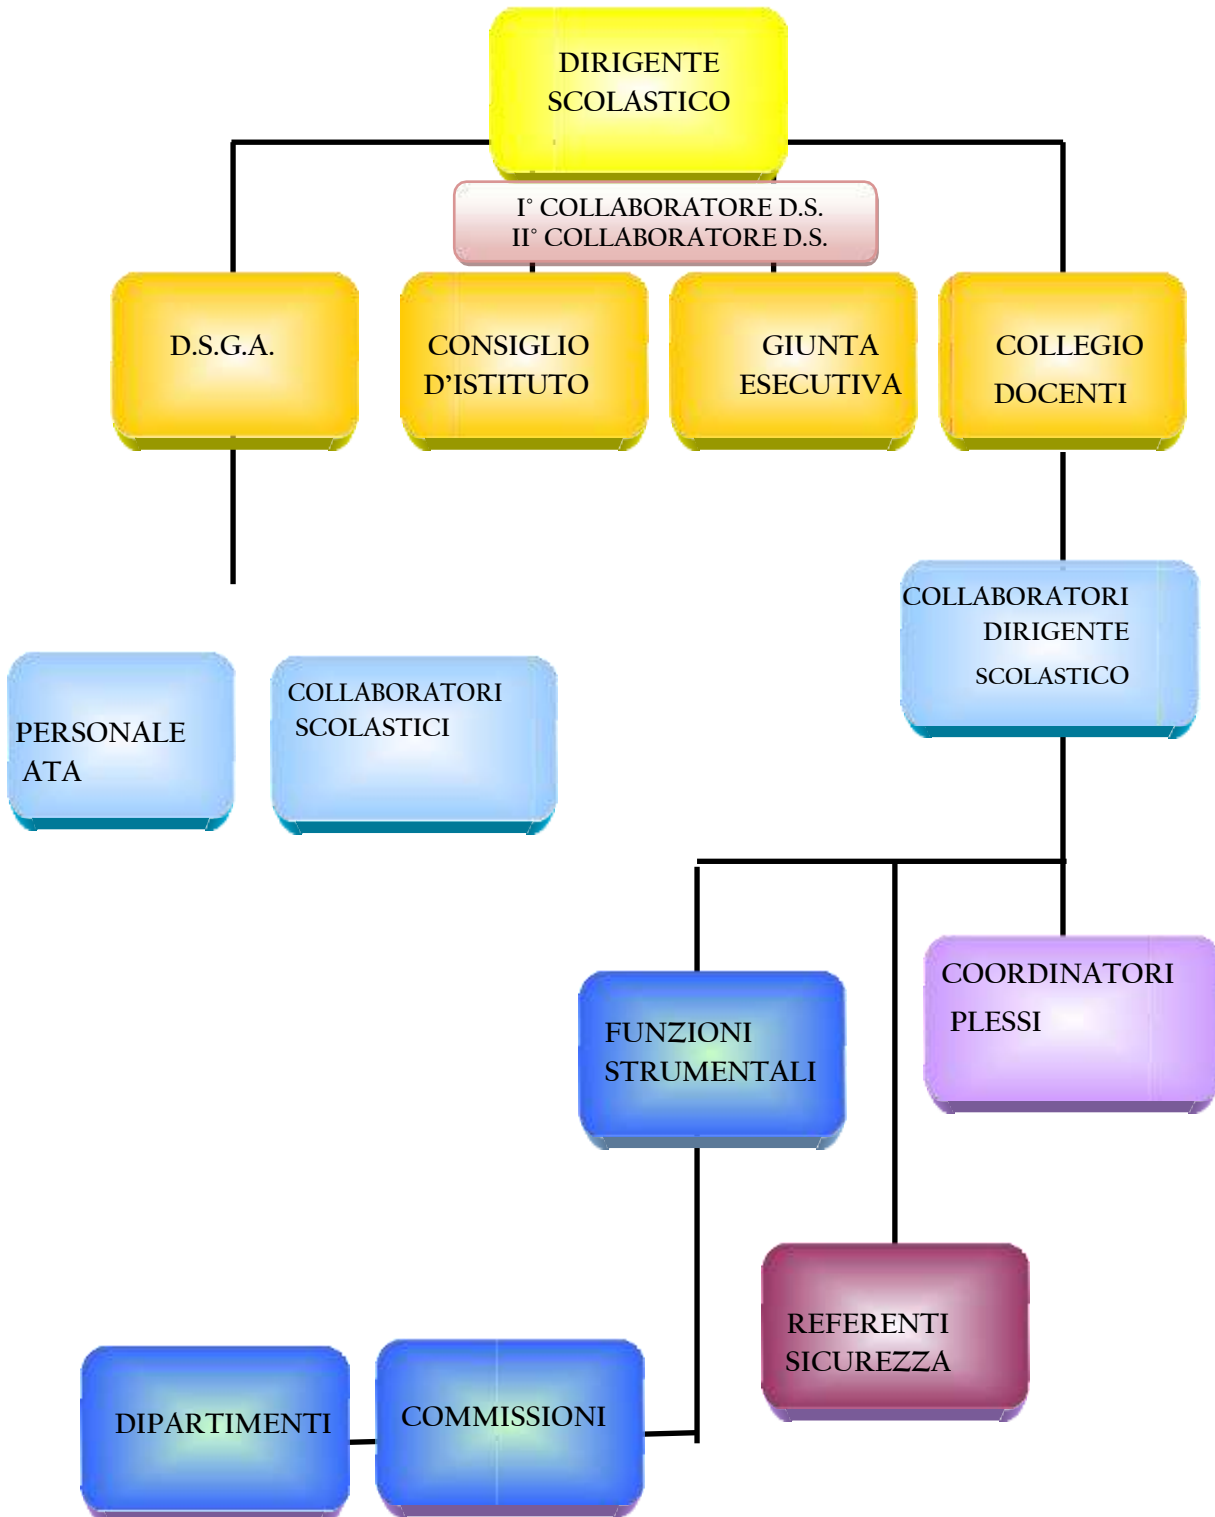 DIRIGENTE
SCOLASTICO
I° COLLABORATORE D.S.
II° COLLABORATORE D.S.
D.S.G.A.
CONSIGLIO
D'ISTITUTO
GIUNTA
ESECUTIVA
COLLEGIO
DOCENTI
COLLABORATORI
DIRIGENTE
SCOLASTICO
PERSONALE
ATA
COLLABORATORI
SCOLASTICI
COORDINATORI
PLESSI
FUNZIONI
STRUMENTALI
REFERENTI
SICUREZZA
DIPARTIMENTI
COMMISSIONI